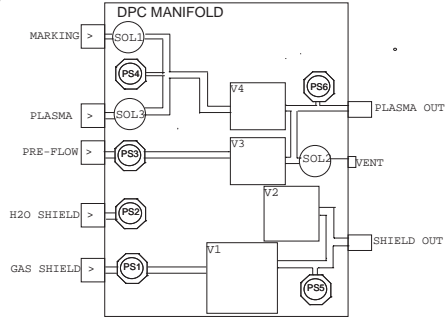 DPC MANIFOLD
MARKING > SOL1
PS4
PS6
V4
PLASMA > SOL3
PLASMA OUT
V3
PRE-FLOW > PS3
SOL2
VENT
V2
H2O SHIELD > PS2
SHIELD OUT
V1
GAS SHIELD > PS1
PS5